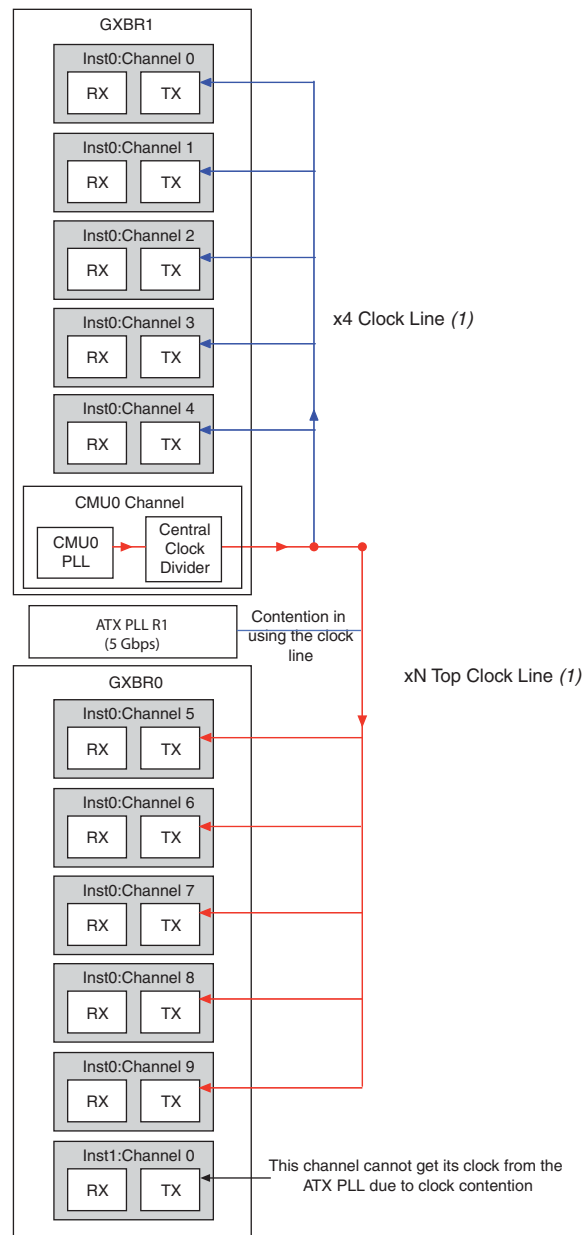 GXBR1
Inst0:Channel 0
RX TX
Inst0:Channel 1
RX TX
Inst0:Channel 2
RX TX
x4 Clock Line (1)
Inst0:Channel 3
RX TX
Inst0:Channel 4
RX TX
CMU0 Channel
CMU0
PLL
Central
Clock
Divider
ATX PLL R1
(5 Gbps)
Contention in
using the clock
line
xN Top Clock Line (1)
GXBR0
Inst0:Channel 5
RX TX
Inst0:Channel 6
RX TX
Inst0:Channel 7
RX TX
Inst0:Channel 8
RX TX
Inst0:Channel 9
RX TX
Inst1:Channel 0
RX TX
This channel cannot get its clock from the
ATX PLL due to clock contention